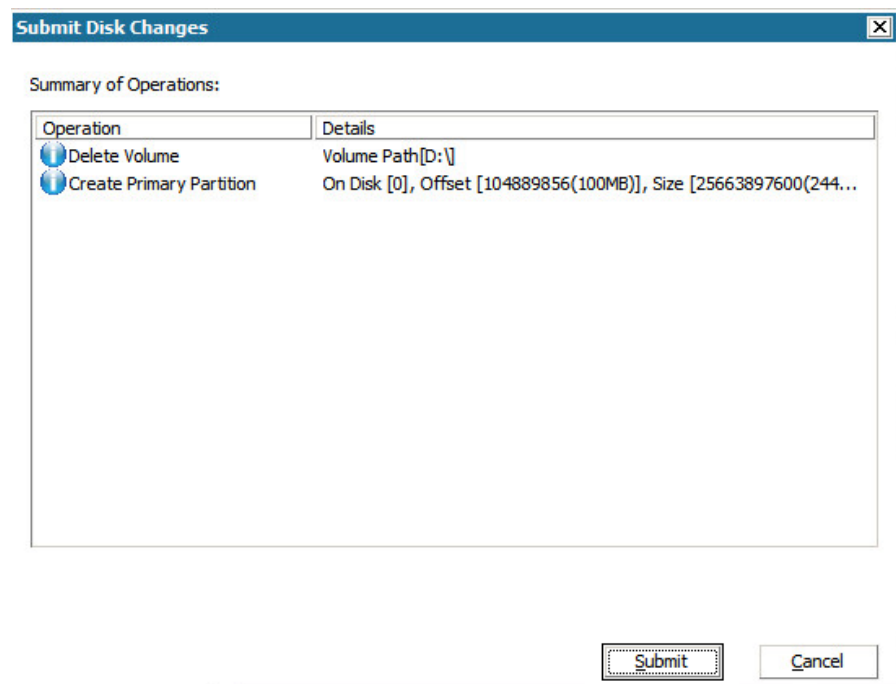 Submit Disk Changes
Summary of Operations:
Operation Details
Delete Volume Volume Path[D:\]
Create Primary Partition On Disk [0], Offset [104889856(100MB)], Size [25663897600(244...
Submit Cancel